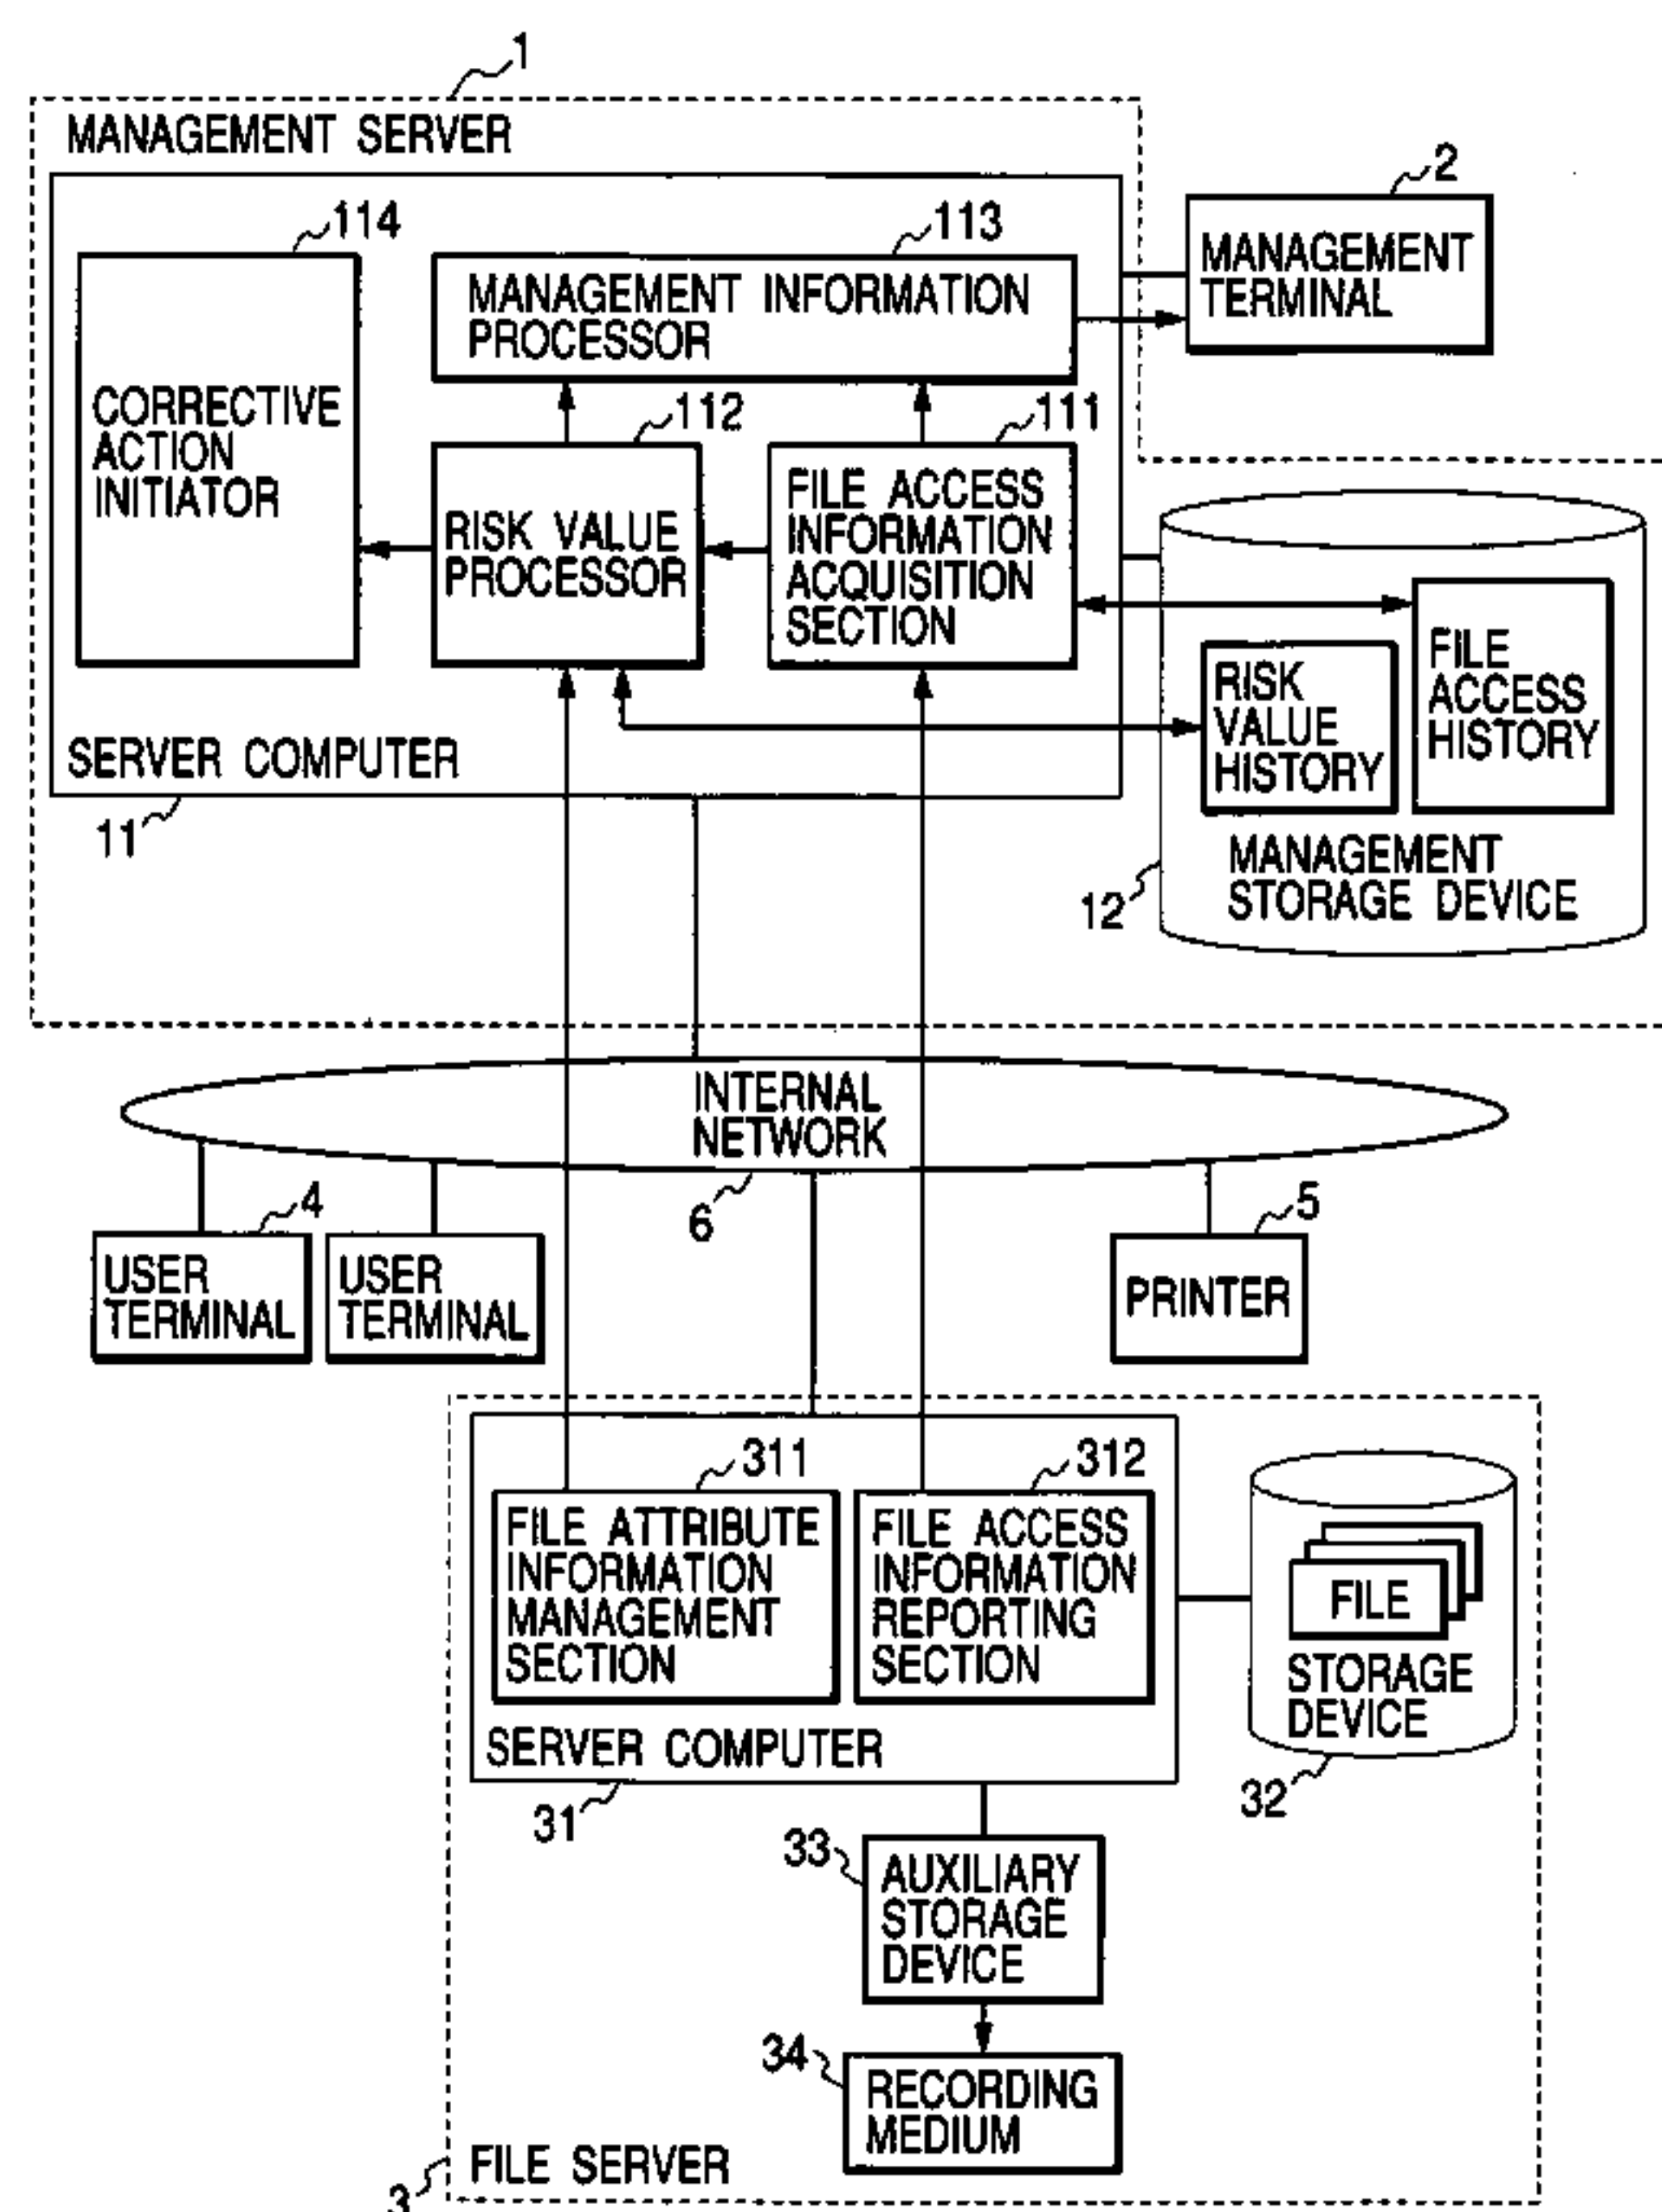 1
MANAGEMENT SERVER
2
114
113
MANAGEMENT
TERMINAL
MANAGEMENT INFORMATION
PROCESSOR
CORRECTIVE
ACTION
INITIATOR
112
111
RISK VALUE
PROCESSOR
FILE ACCESS
INFORMATION
ACQUISITION
SECTION
RISK
VALUE
HISTORY
FILE
ACCESS
HISTORY
SERVER COMPUTER
11
MANAGEMENT
STORAGE DEVICE
12
INTERNAL
NETWORK
6
4
5
USER
TERMINAL
USER
TERMINAL
PRINTER
311
312
FILE ATTRIBUTE
INFORMATION
MANAGEMENT
SECTION
FILE ACCESS
INFORMATION
REPORTING
SECTION
FILE
STORAGE
DEVICE
SERVER COMPUTER
31
32
33
AUXILIARY
STORAGE
DEVICE
34
RECORDING
MEDIUM
FILE SERVER
3